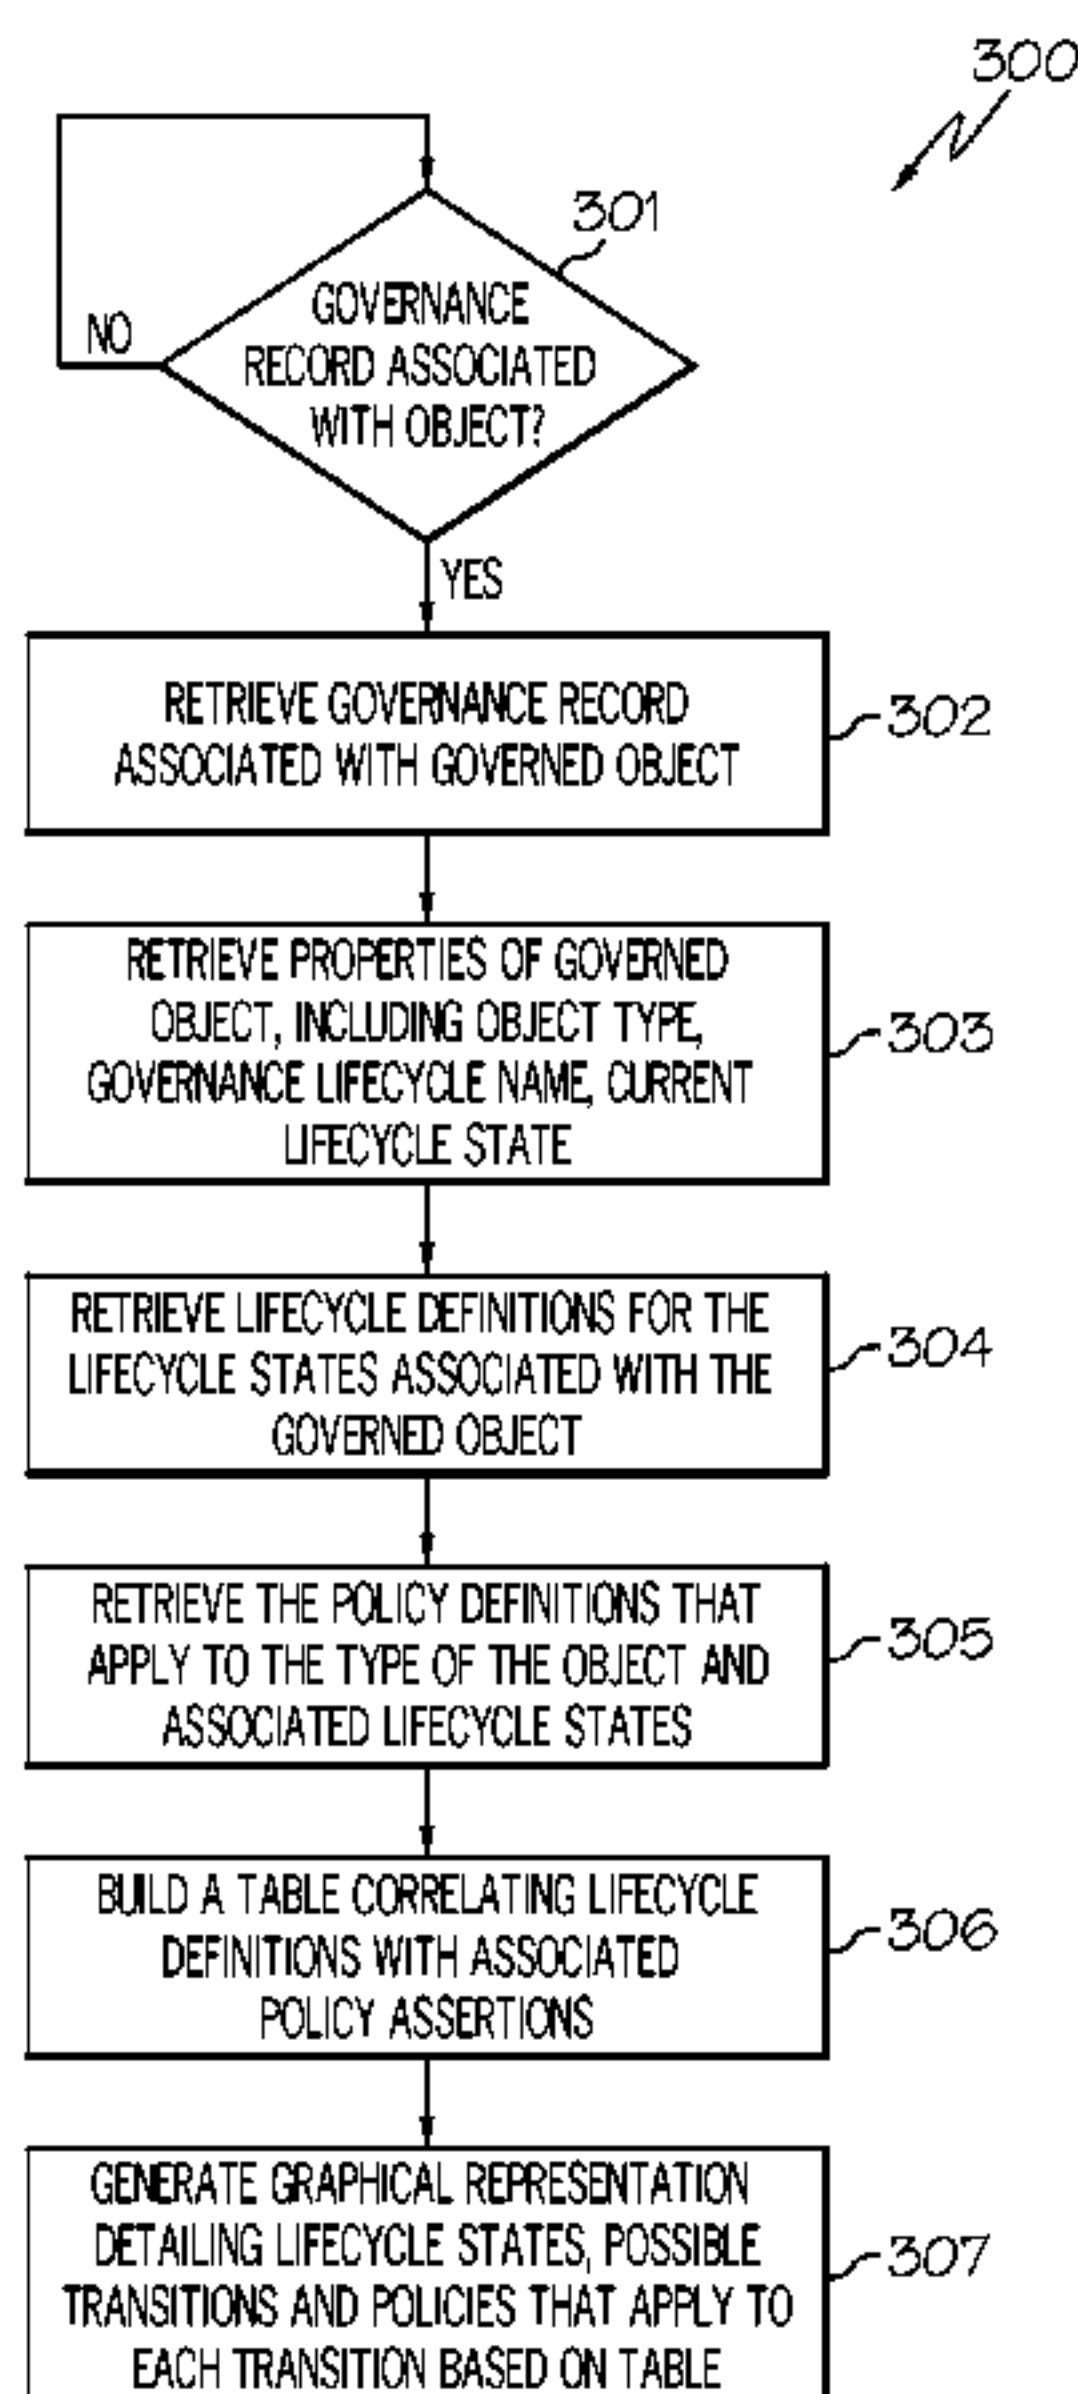 300
301
GOVERNANCE
RECORD ASSOCIATED
WITH OBJECT?
NO
YES
RETRIEVE GOVERNANCE RECORD
ASSOCIATED WITH GOVERNED OBJECT
302
RETRIEVE PROPERTIES OF GOVERNED
OBJECT, INCLUDING OBJECT TYPE,
GOVERNANCE LIFECYCLE NAME, CURRENT
LIFECYCLE STATE
303
RETRIEVE LIFECYCLE DEFINITIONS FOR THE
LIFECYCLE STATES ASSOCIATED WITH THE
GOVERNED OBJECT
304
RETRIEVE THE POLICY DEFINITIONS THAT
APPLY TO THE TYPE OF THE OBJECT AND
ASSOCIATED LIFECYCLE STATES
305
BUILD A TABLE CORRELATING LIFECYCLE
DEFINITIONS WITH ASSOCIATED
POLICY ASSERTIONS
306
GENERATE GRAPHICAL REPRESENTATION
DETAILING LIFECYCLE STATES, POSSIBLE
TRANSITIONS AND POLICIES THAT APPLY TO
EACH TRANSITION BASED ON TABLE
307